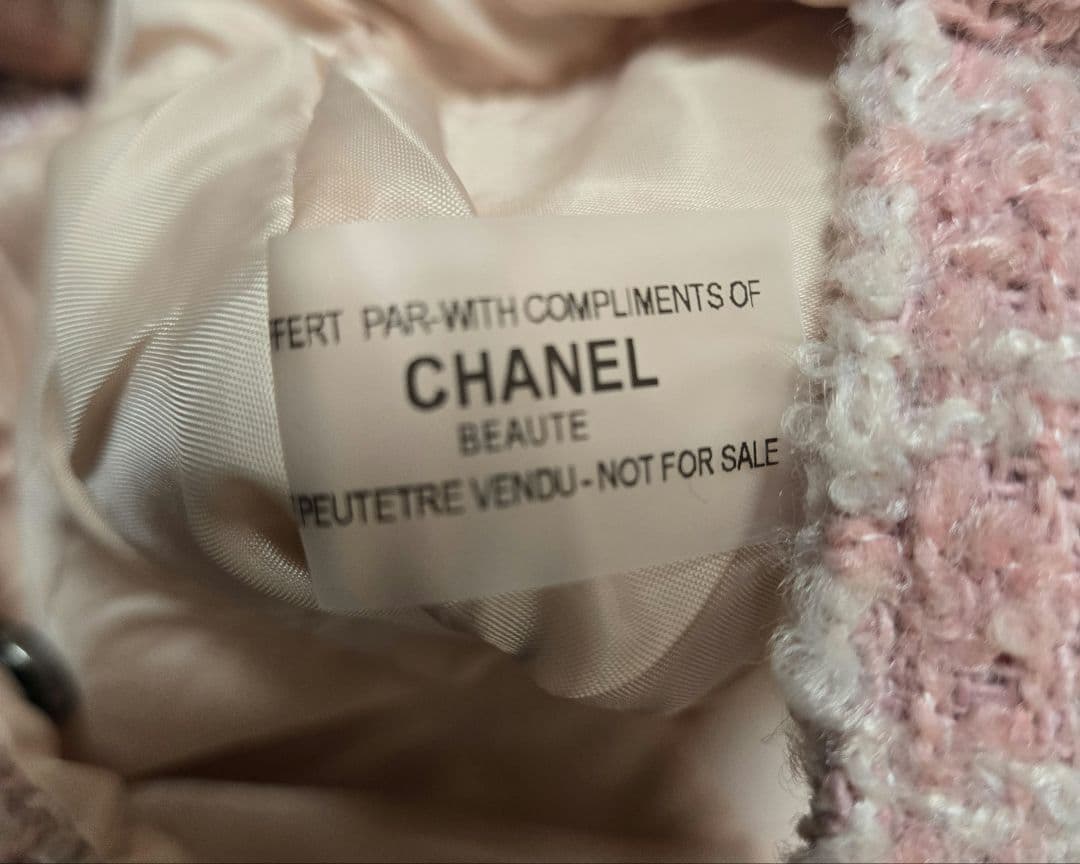 FFERT PAR-WITH COMPLIMENTS OF
CHANEL
BEAUTE
PEUTETRE VENDU-NOT FOR SALE